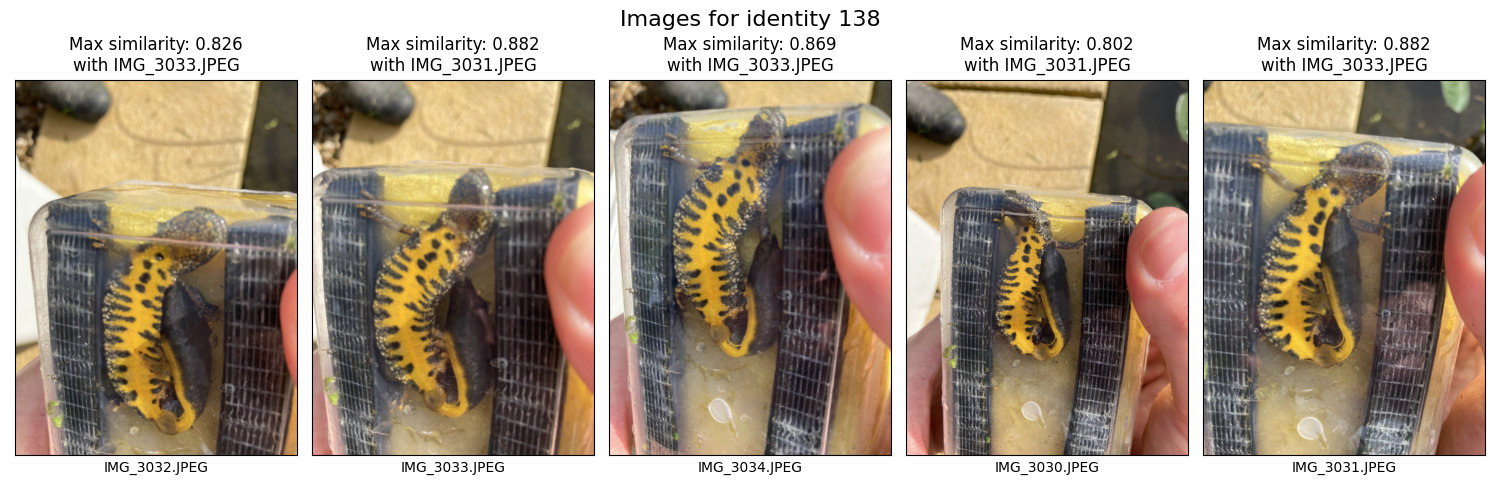 Images for identity 138
Max similarity: 0.826
with IMG_3033.JPEG
Max similarity: 0.882
with IMG_3031.JPEG
Max similarity: 0.869
with IMG_3033.JPEG
Max similarity: 0.802
with IMG_3031.JPEG
Max similarity: 0.882
with IMG_3033.JPEG
IMG_3032.JPEG
IMG_3033.JPEG
IMG_3034.JPEG
IMG_3030.JPEG
IMG_3031.JPEG